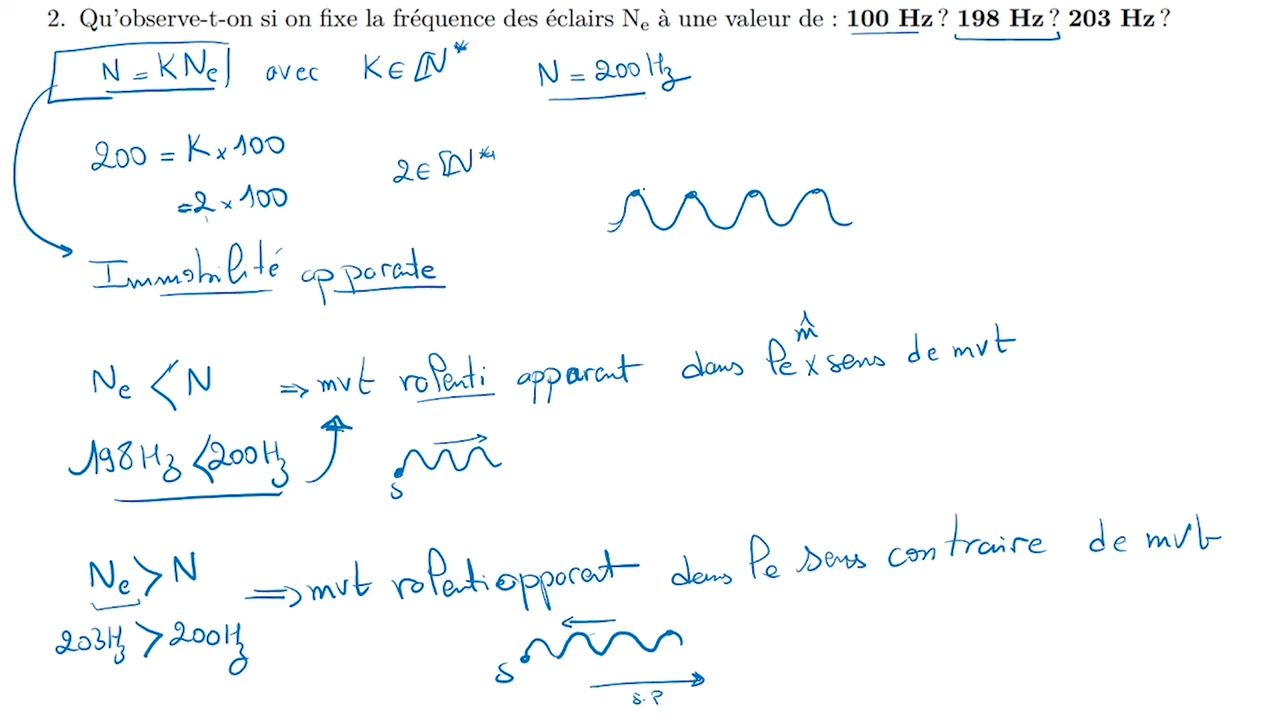 2. Qu'observe-t-on si on fixe la fréquence des éclairs Nₑ à une valeur de : 100 Hz ? 198 Hz ? 203 Hz ?
N = KNe avec K ∈ ℕ* N = 200 Hz
200 = K × 100
= 2 × 100 2 ∈ ℕ*
Immobilité apparente
Ne < N ⇒ mvt ralenti apparent dans le m̂ sens de mvt
198 Hz < 200 Hz
S
Ne > N ⇒ mvt ralenti apparent dans le sens contraire de mvt
203 Hz > 200 Hz
S
s.p